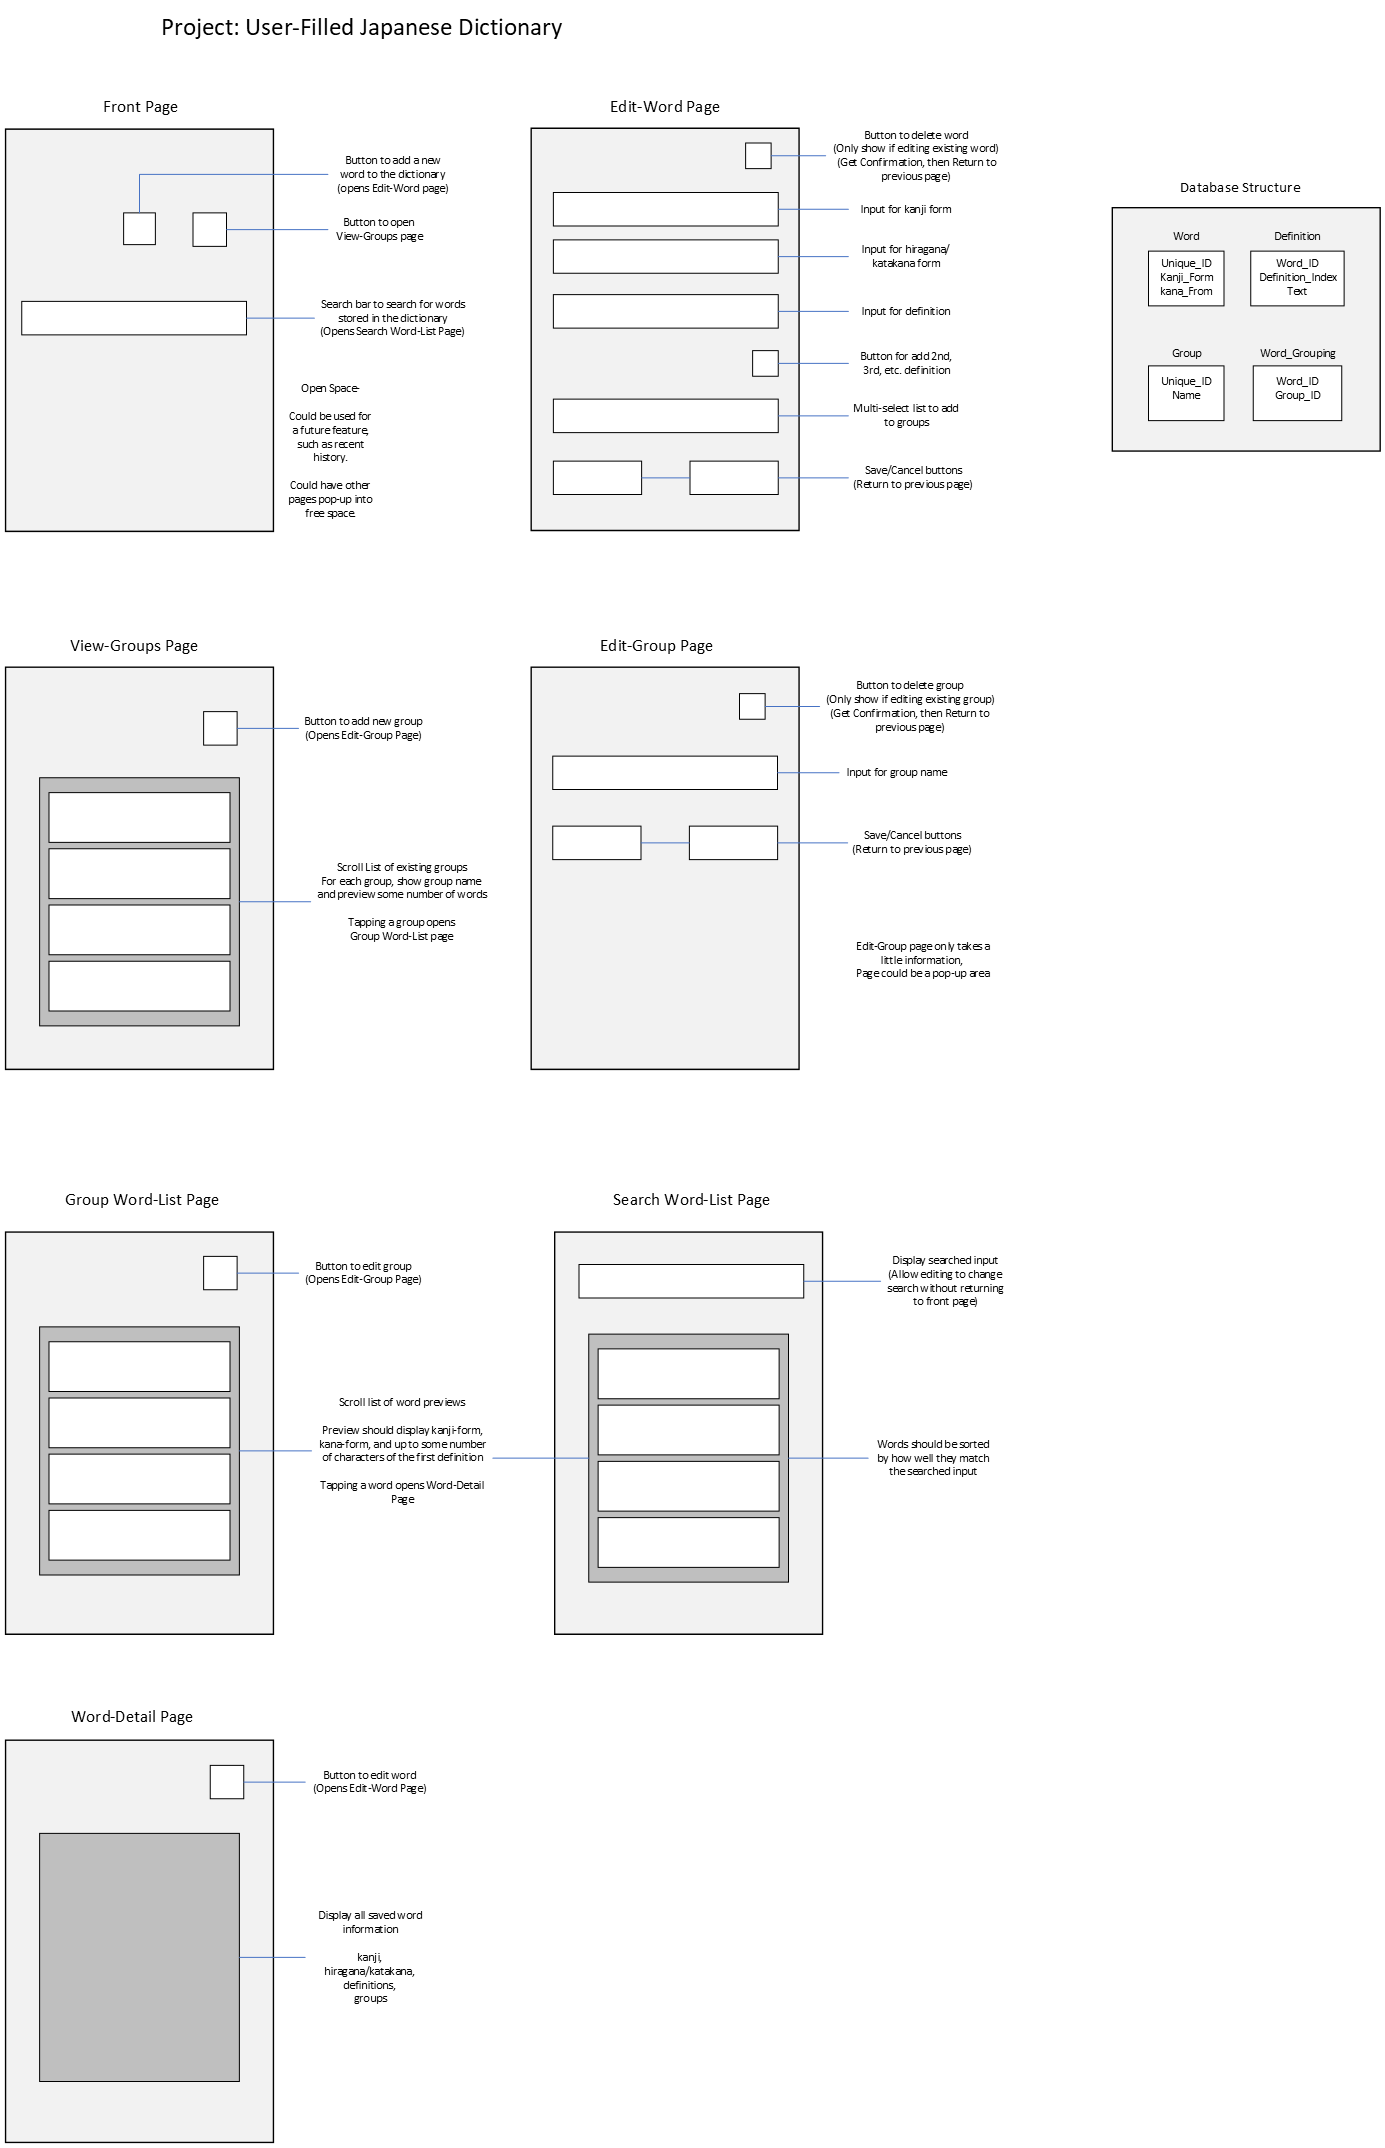 Project: User-Filled Japanese Dictionary
Front Page
Button to add a new
word to the dictionary
(opens Edit-Word page)
Button to open
View-Groups page
Search bar to search for words
stored in the dictionary
(Opens Search Word-List Page)
Open Space-
Could be used for
a future feature,
such as recent
history.
Could have other
pages pop-up into
free space.
Edit-Word Page
Button to delete word
(Only show if editing existing word)
(Get Confirmation, then Return to
previous page)
Input for kanji form
Input for hiragana/
katakana form
Input for definition
Button for add 2nd,
3rd, etc. definition
Multi-select list to add
to groups
Save/Cancel buttons
(Return to previous page)
Database Structure
Word
Unique_ID
Kanji_Form
kana_From
Definition
Word_ID
Definition_Index
Text
Group
Unique_ID
Name
Word_Grouping
Word_ID
Group_ID
View-Groups Page
Button to add new group
(Opens Edit-Group Page)
Scroll List of existing groups
For each group, show group name
and preview some number of words
Tapping a group opens
Group Word-List page
Edit-Group Page
Button to delete group
(Only show if editing existing group)
(Get Confirmation, then Return to
previous page)
Input for group name
Save/Cancel buttons
(Return to previous page)
Edit-Group page only takes a
little information,
Page could be a pop-up area
Group Word-List Page
Button to edit group
(Opens Edit-Group Page)
Scroll list of word previews
Preview should display kanji-form,
kana-form, and up to some number
of characters of the first definition
Tapping a word opens Word-Detail
Page
Search Word-List Page
Display searched input
(Allow editing to change
search without returning
to front page)
Words should be sorted
by how well they match
the searched input
Word-Detail Page
Button to edit word
(Opens Edit-Word Page)
Display all saved word
information
kanji,
hiragana/katakana,
definitions,
groups